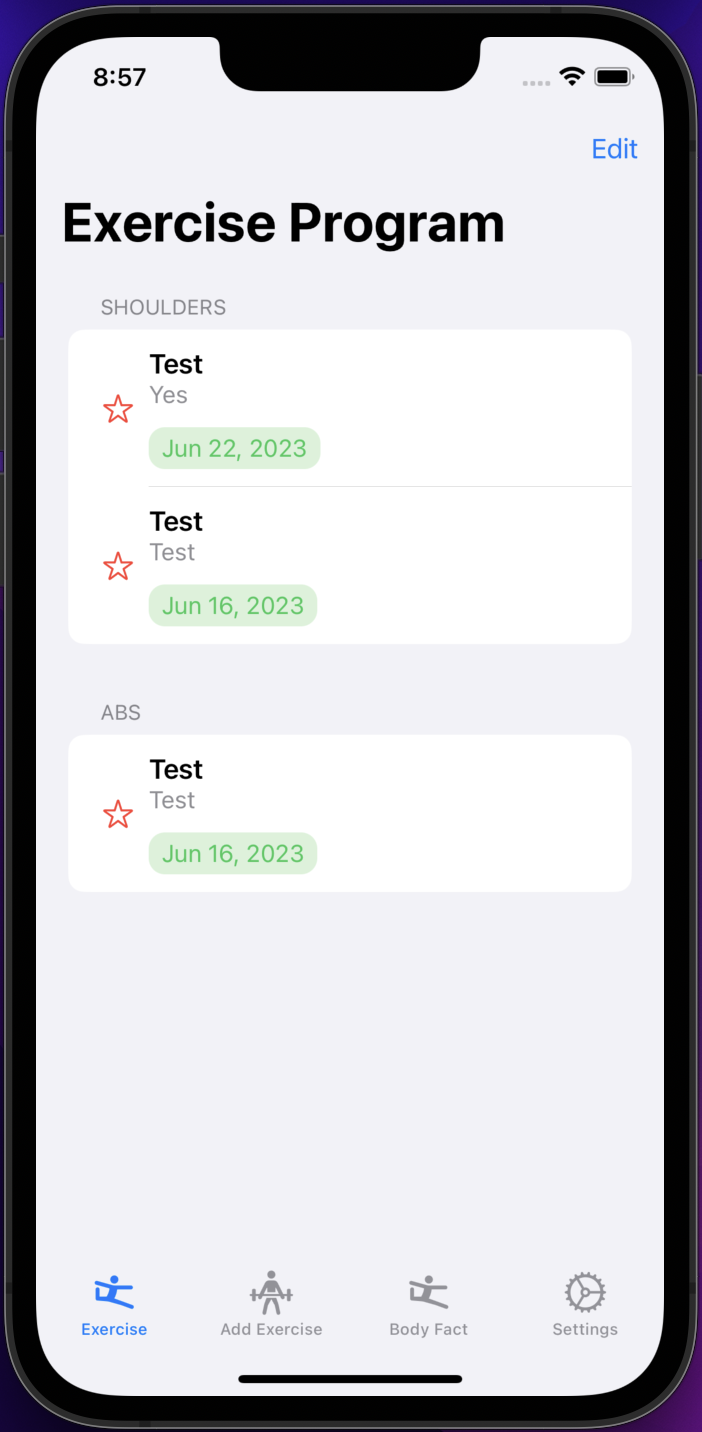 8:57
Edit
Exercise Program
SHOULDERS
Test
Yes
Jun 22, 2023
Test
Test
Jun 16, 2023
ABS
Test
Test
Jun 16, 2023
Exercise Add Exercise Body Fact Settings